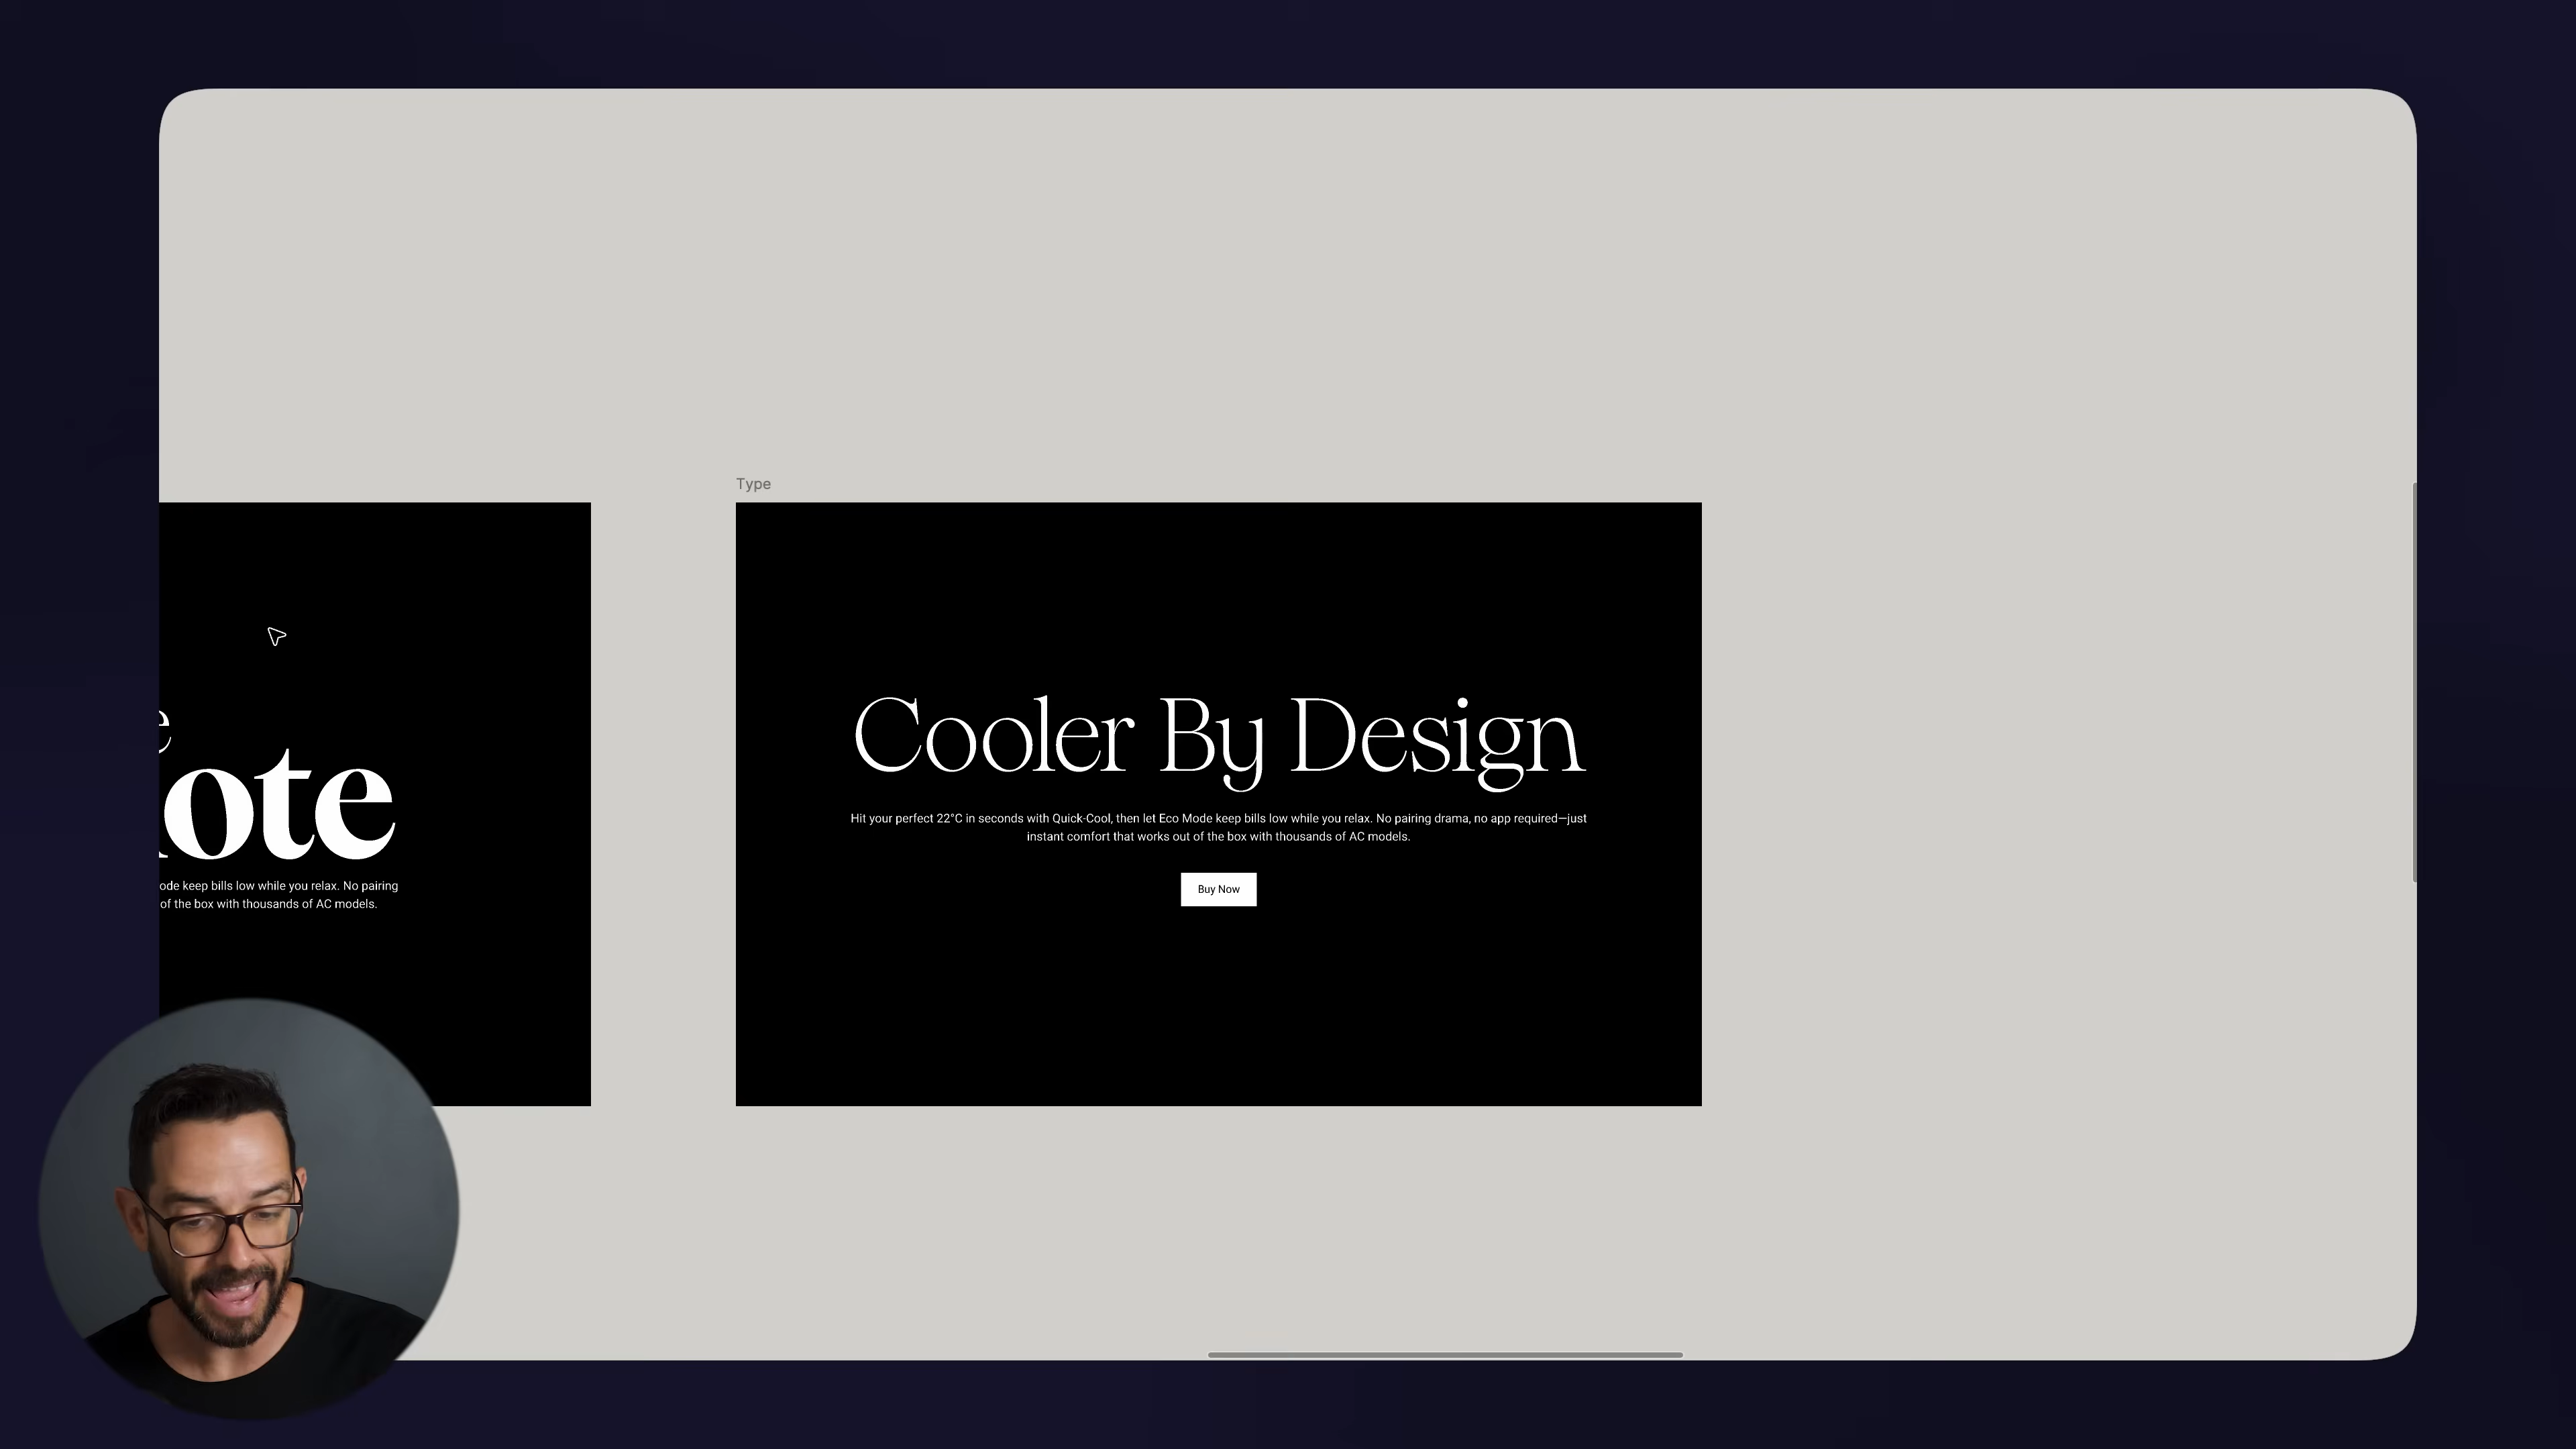 Type
e
ote
ode keep bills low while you relax. No pairing
of the box with thousands of AC models.
Cooler By Design
Hit your perfect 22°C in seconds with Quick-Cool, then let Eco Mode keep bills low while you relax. No pairing drama, no app required—just
instant comfort that works out of the box with thousands of AC models.
Buy Now